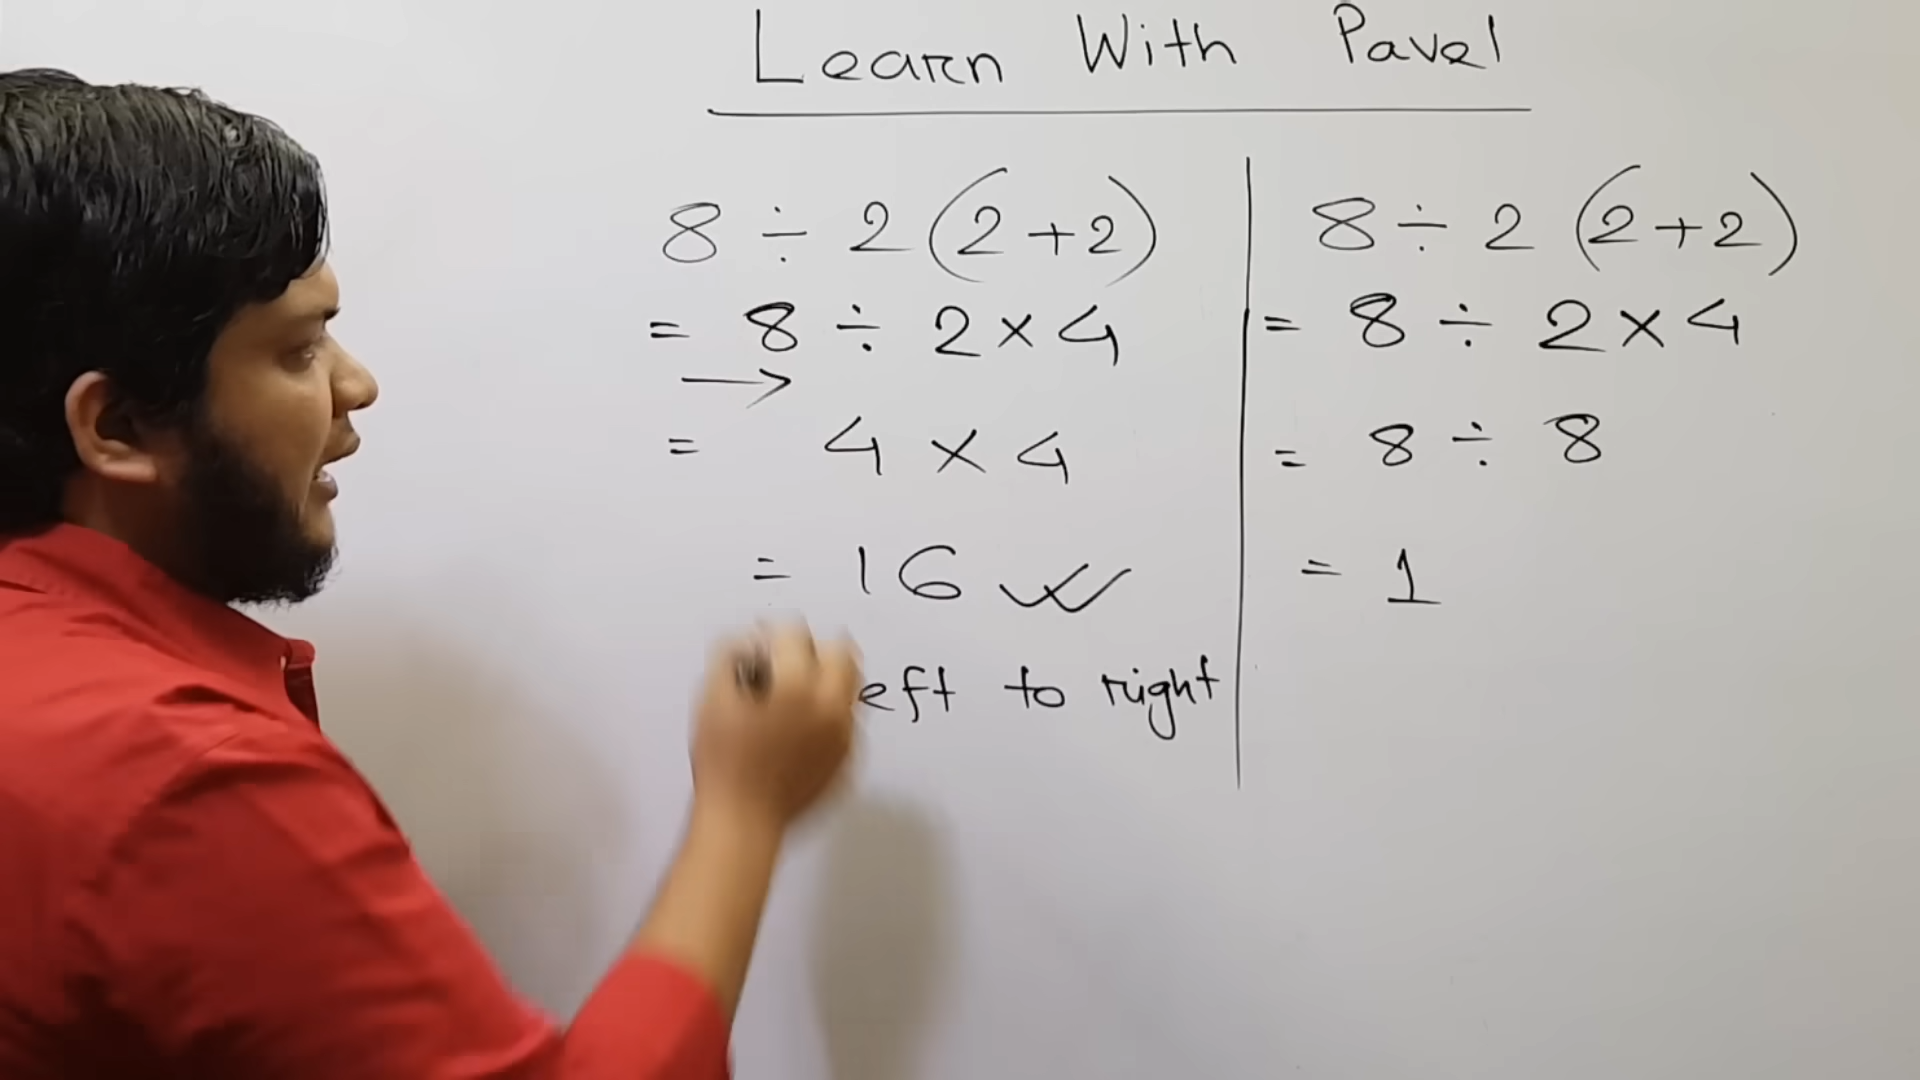 Learn With Pavel
8 ÷ 2 (2+2)
= 8 ÷ 2 × 4
= 4 × 4
= 16
to right
8 ÷ 2 (2+2)
= 8 ÷ 2 × 4
= 8 ÷ 8
= 1